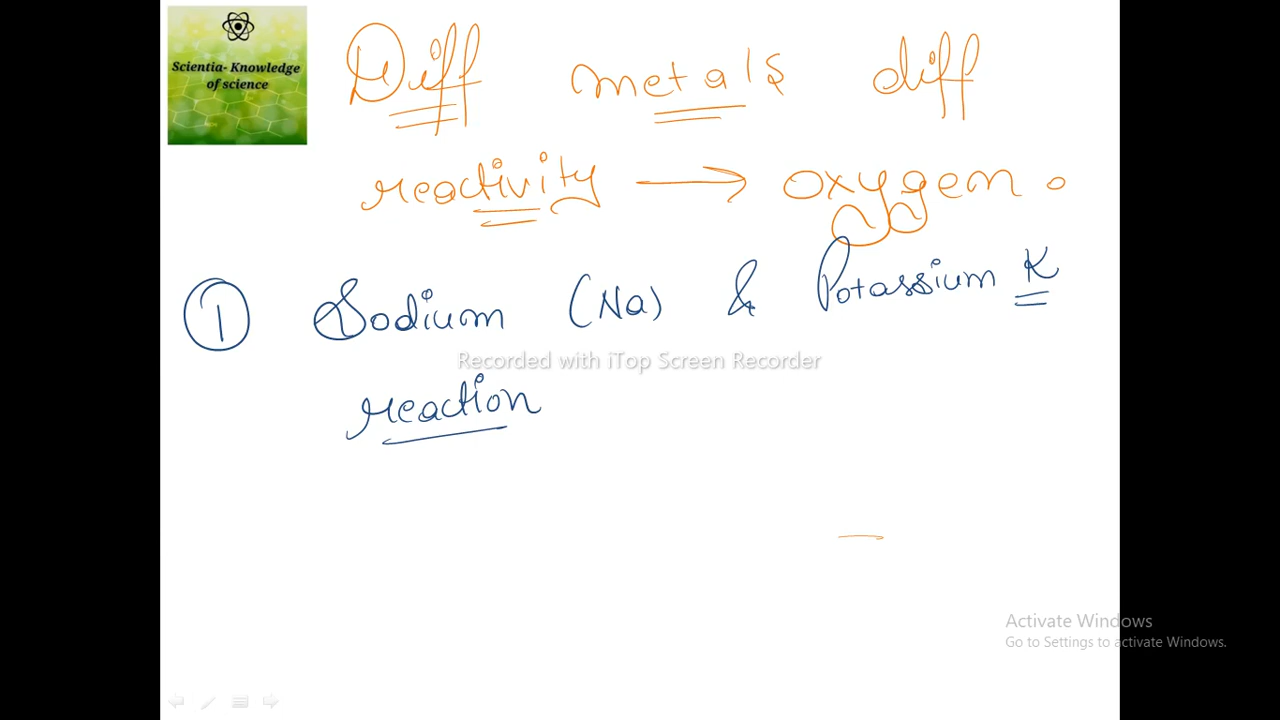 Scientia- Knowledge
of science
Diff metals diff
reactivity → oxygen.
① Sodium (Na) & Potassium K
Recorded with iTop Screen Recorder
reaction
Activate Windows
Go to Settings to activate Windows.